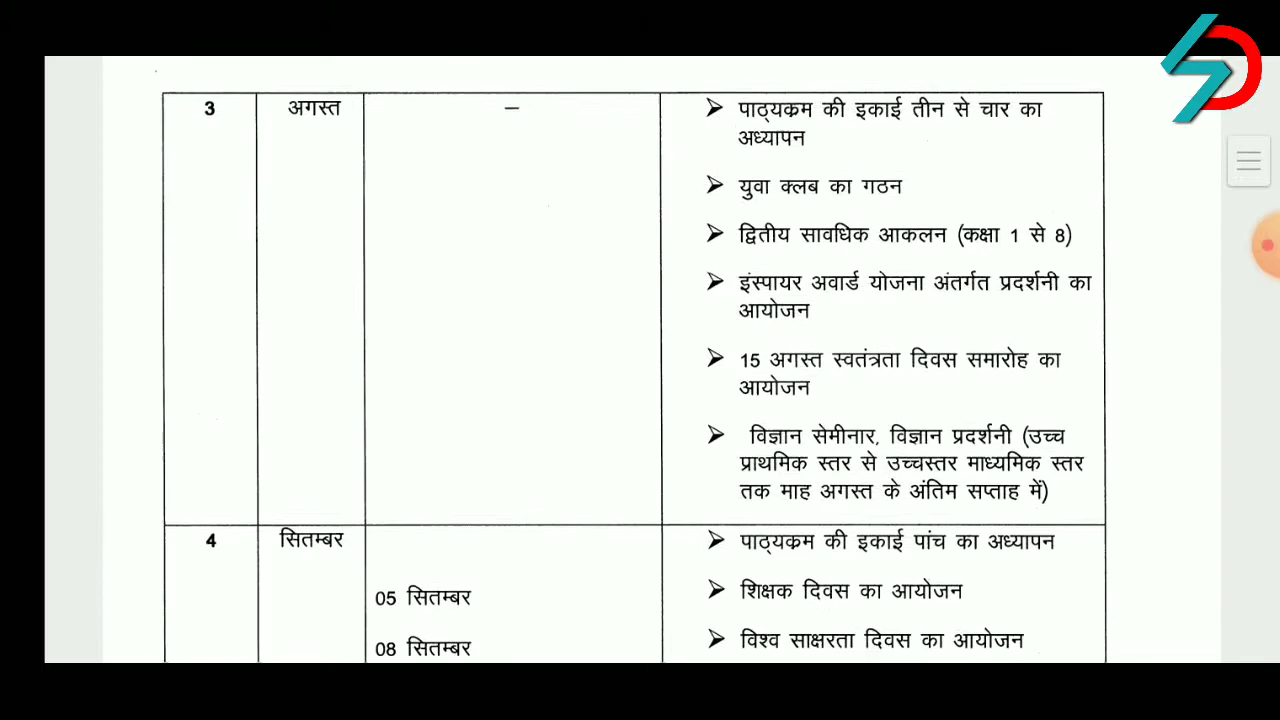 3 अगस्त – ➢ पाठ्यक्रम की इकाई तीन से चार का
अध्यापन
➢ युवा क्लब का गठन
➢ द्वितीय सावधिक आकलन (कक्षा 1 से 8)
➢ इंस्पायर अवार्ड योजना अंतर्गत प्रदर्शनी का
आयोजन
➢ 15 अगस्त स्वतंत्रता दिवस समारोह का
आयोजन
➢ विज्ञान सेमीनार, विज्ञान प्रदर्शनी (उच्च
प्राथमिक स्तर से उच्चस्तर माध्यमिक स्तर
तक माह अगस्त के अंतिम सप्ताह में)
4 सितम्बर ➢ पाठ्यक्रम की इकाई पांच का अध्यापन
05 सितम्बर ➢ शिक्षक दिवस का आयोजन
08 सितम्बर ➢ विश्व साक्षरता दिवस का आयोजन